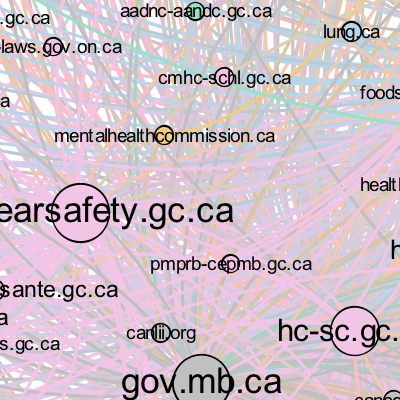 aadnc-aandc.gc.ca
.gc.ca
lung.ca
-laws.gov.on.ca
cmhc-schl.gc.ca
foods
a
mentalhealthcommission.ca
healt
earsafety.gc.ca
h
pmprb-cepmb.gc.ca
sante.gc.ca
a
canlii.org
hc-sc.gc.
s.gc.ca
gov.mb.ca